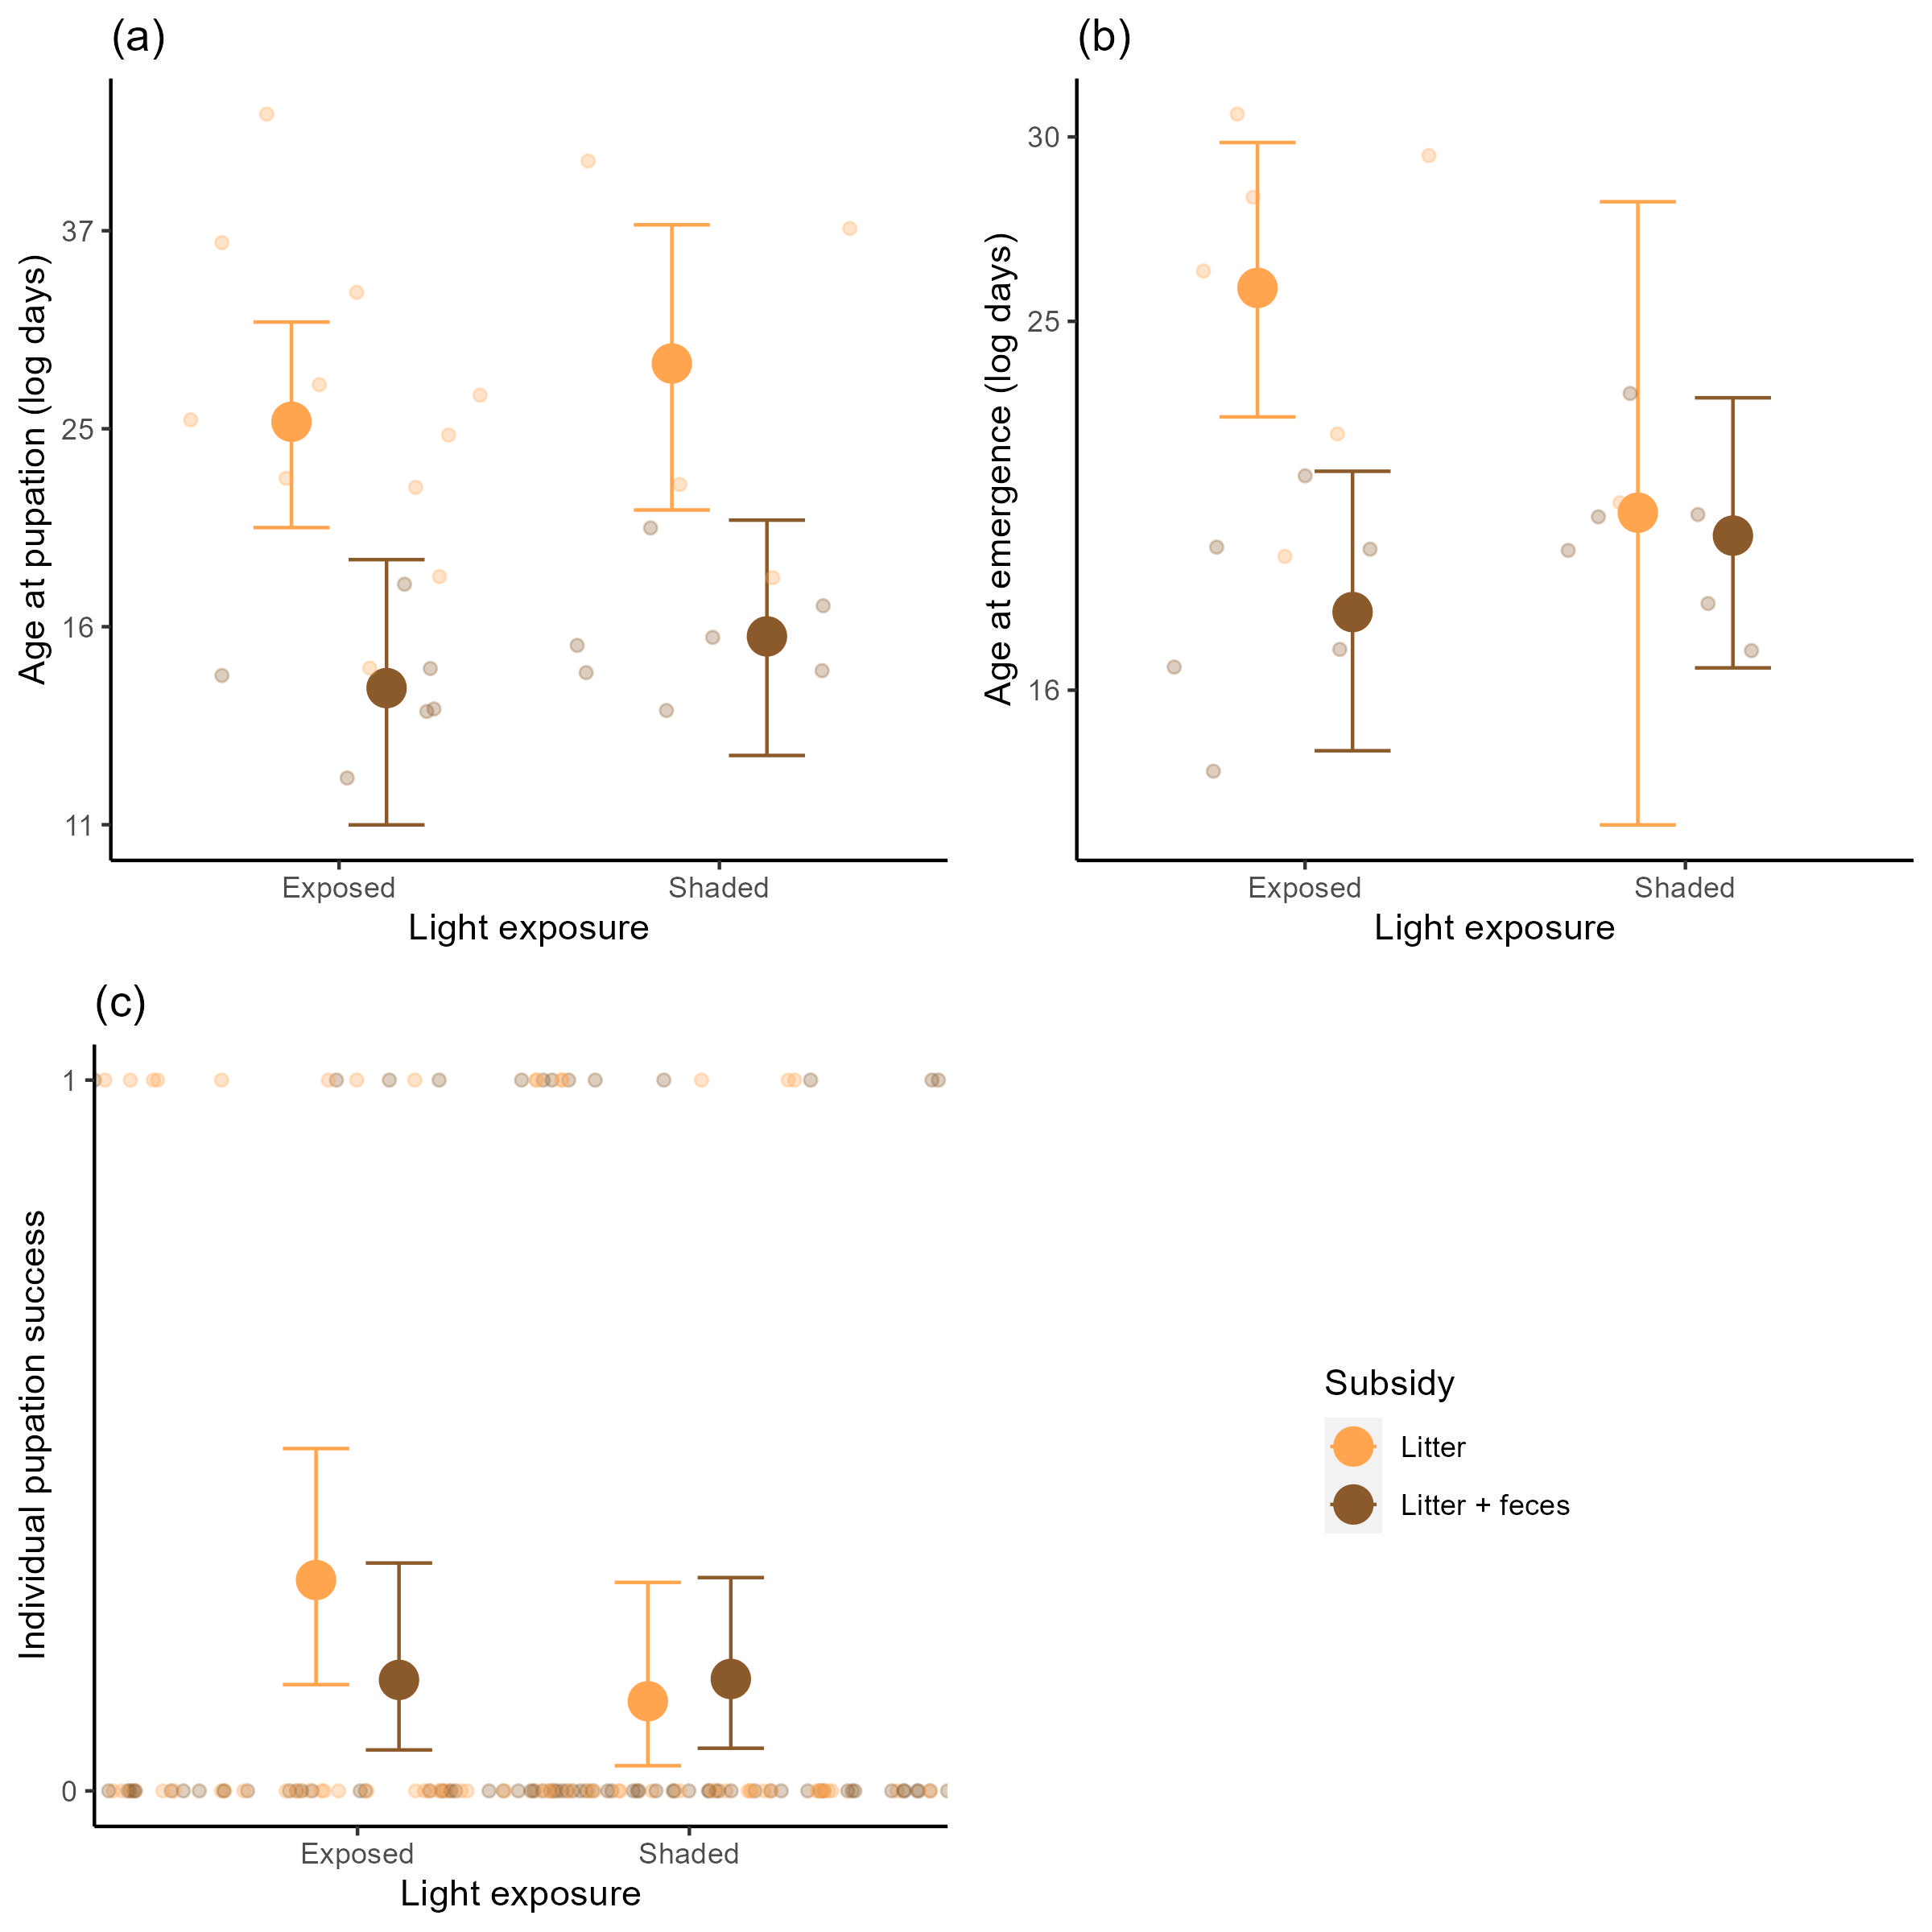 (a)
Age at pupation (log days)
37
25
16
11
Exposed
Shaded
Light exposure
(b)
Age at emergence (log days)
30
25
16
Exposed
Shaded
Light exposure
(c)
Individual pupation success
1
0
Exposed
Shaded
Light exposure
Subsidy
Litter
Litter + feces